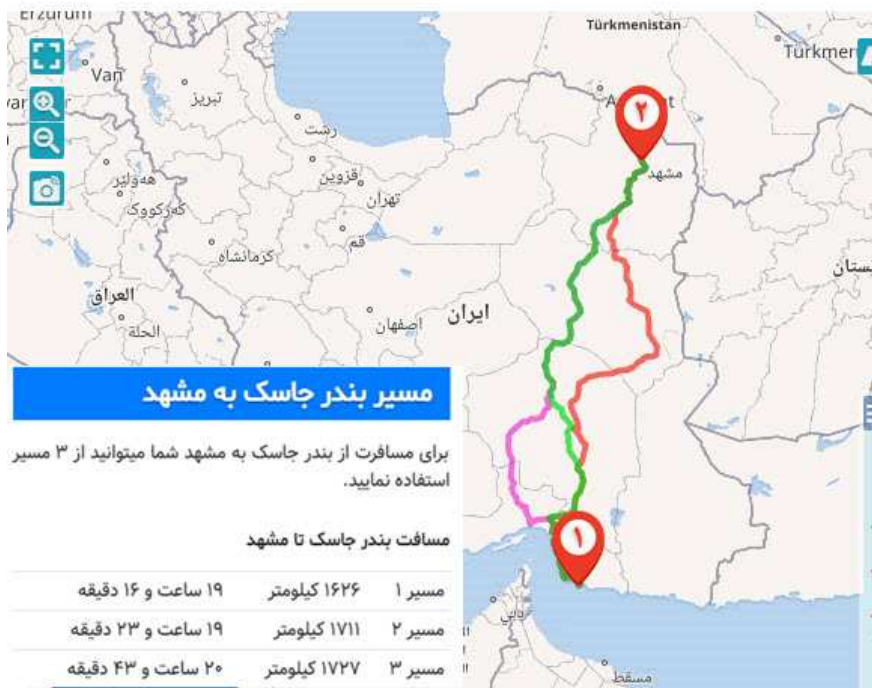 Erzurum
Türkmenistan
Van
تبریز
رشت
هەولێر
کەرکووک
قزوین
تهران
قم
کرمانشاه
العراق
الحلة
اصفهان
ایران
مشهد
۲
۱
دبي
مسقط
مسیر بندر جاسک به مشهد
برای مسافرت از بندر جاسک به مشهد شما میتوانید از ۳ مسیر
استفاده نمایید.
مسافت بندر جاسک تا مشهد
مسیر ۱ ۱۶۲۶ کیلومتر ۱۹ ساعت و ۱۶ دقیقه
مسیر ۲ ۱۷۱۱ کیلومتر ۱۹ ساعت و ۲۳ دقیقه
مسیر ۳ ۱۷۲۷ کیلومتر ۲۰ ساعت و ۴۳ دقیقه